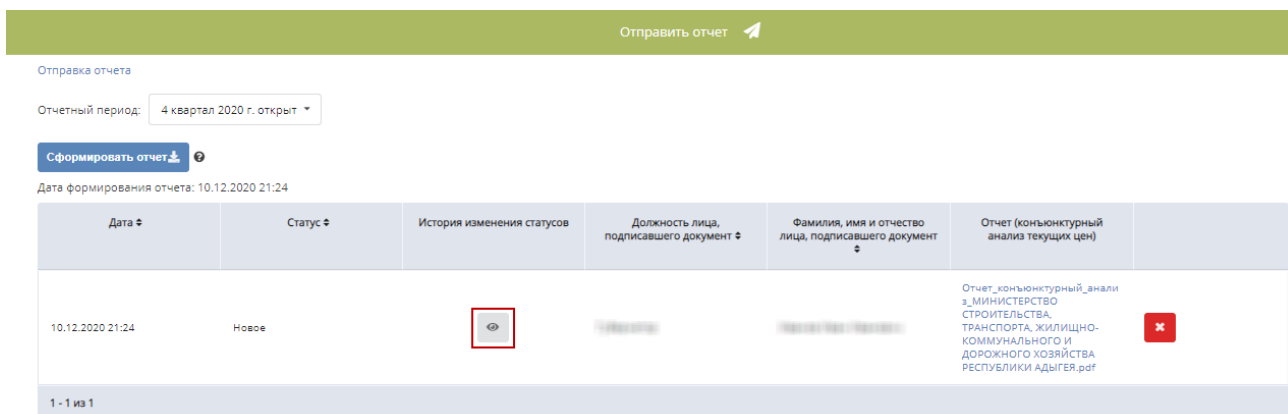 Отправить отчет
Отправка отчета
Отчетный период: 4 квартал 2020 г. открыт
Сформировать отчет
Дата формирования отчета: 10.12.2020 21:24
Дата
Статус
История изменения статусов
Должность лица,
подписавшего документ
Фамилия, имя и отчество
лица, подписавшего документ
Отчет (конъюнктурный
анализ текущих цен)
10.12.2020 21:24
Новое
Отчет_конъюнктурный_анали
з_МИНИСТЕРСТВО
СТРОИТЕЛЬСТВА,
ТРАНСПОРТА, ЖИЛИЩНО-
КОММУНАЛЬНОГО И
ДОРОЖНОГО ХОЗЯЙСТВА
РЕСПУБЛИКИ АДЫГЕЯ.pdf
1 - 1 из 1